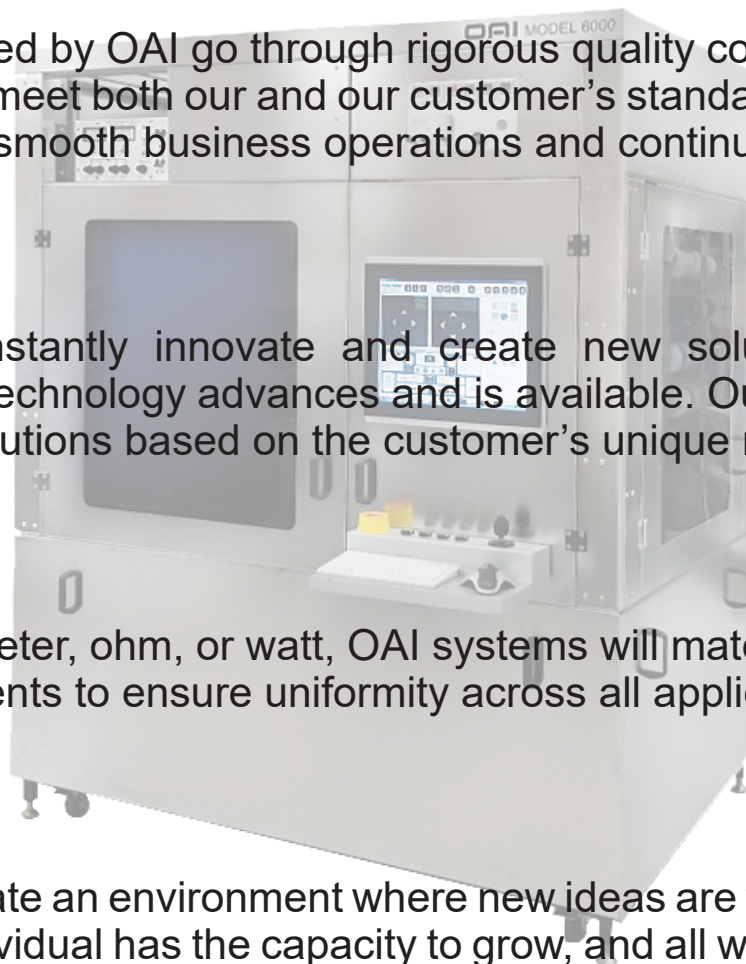 OAI MODEL 6000
ed by OAI go through rigorous quality co
meet both our and our customer’s standa
smooth business operations and continu
nstantly innovate and create new solu
echnology advances and is available. Ou
utions based on the customer’s unique
eter, ohm, or watt, OAI systems will mat
ents to ensure uniformity across all appli
ate an environment where new ideas are
vidual has the capacity to grow, and all w